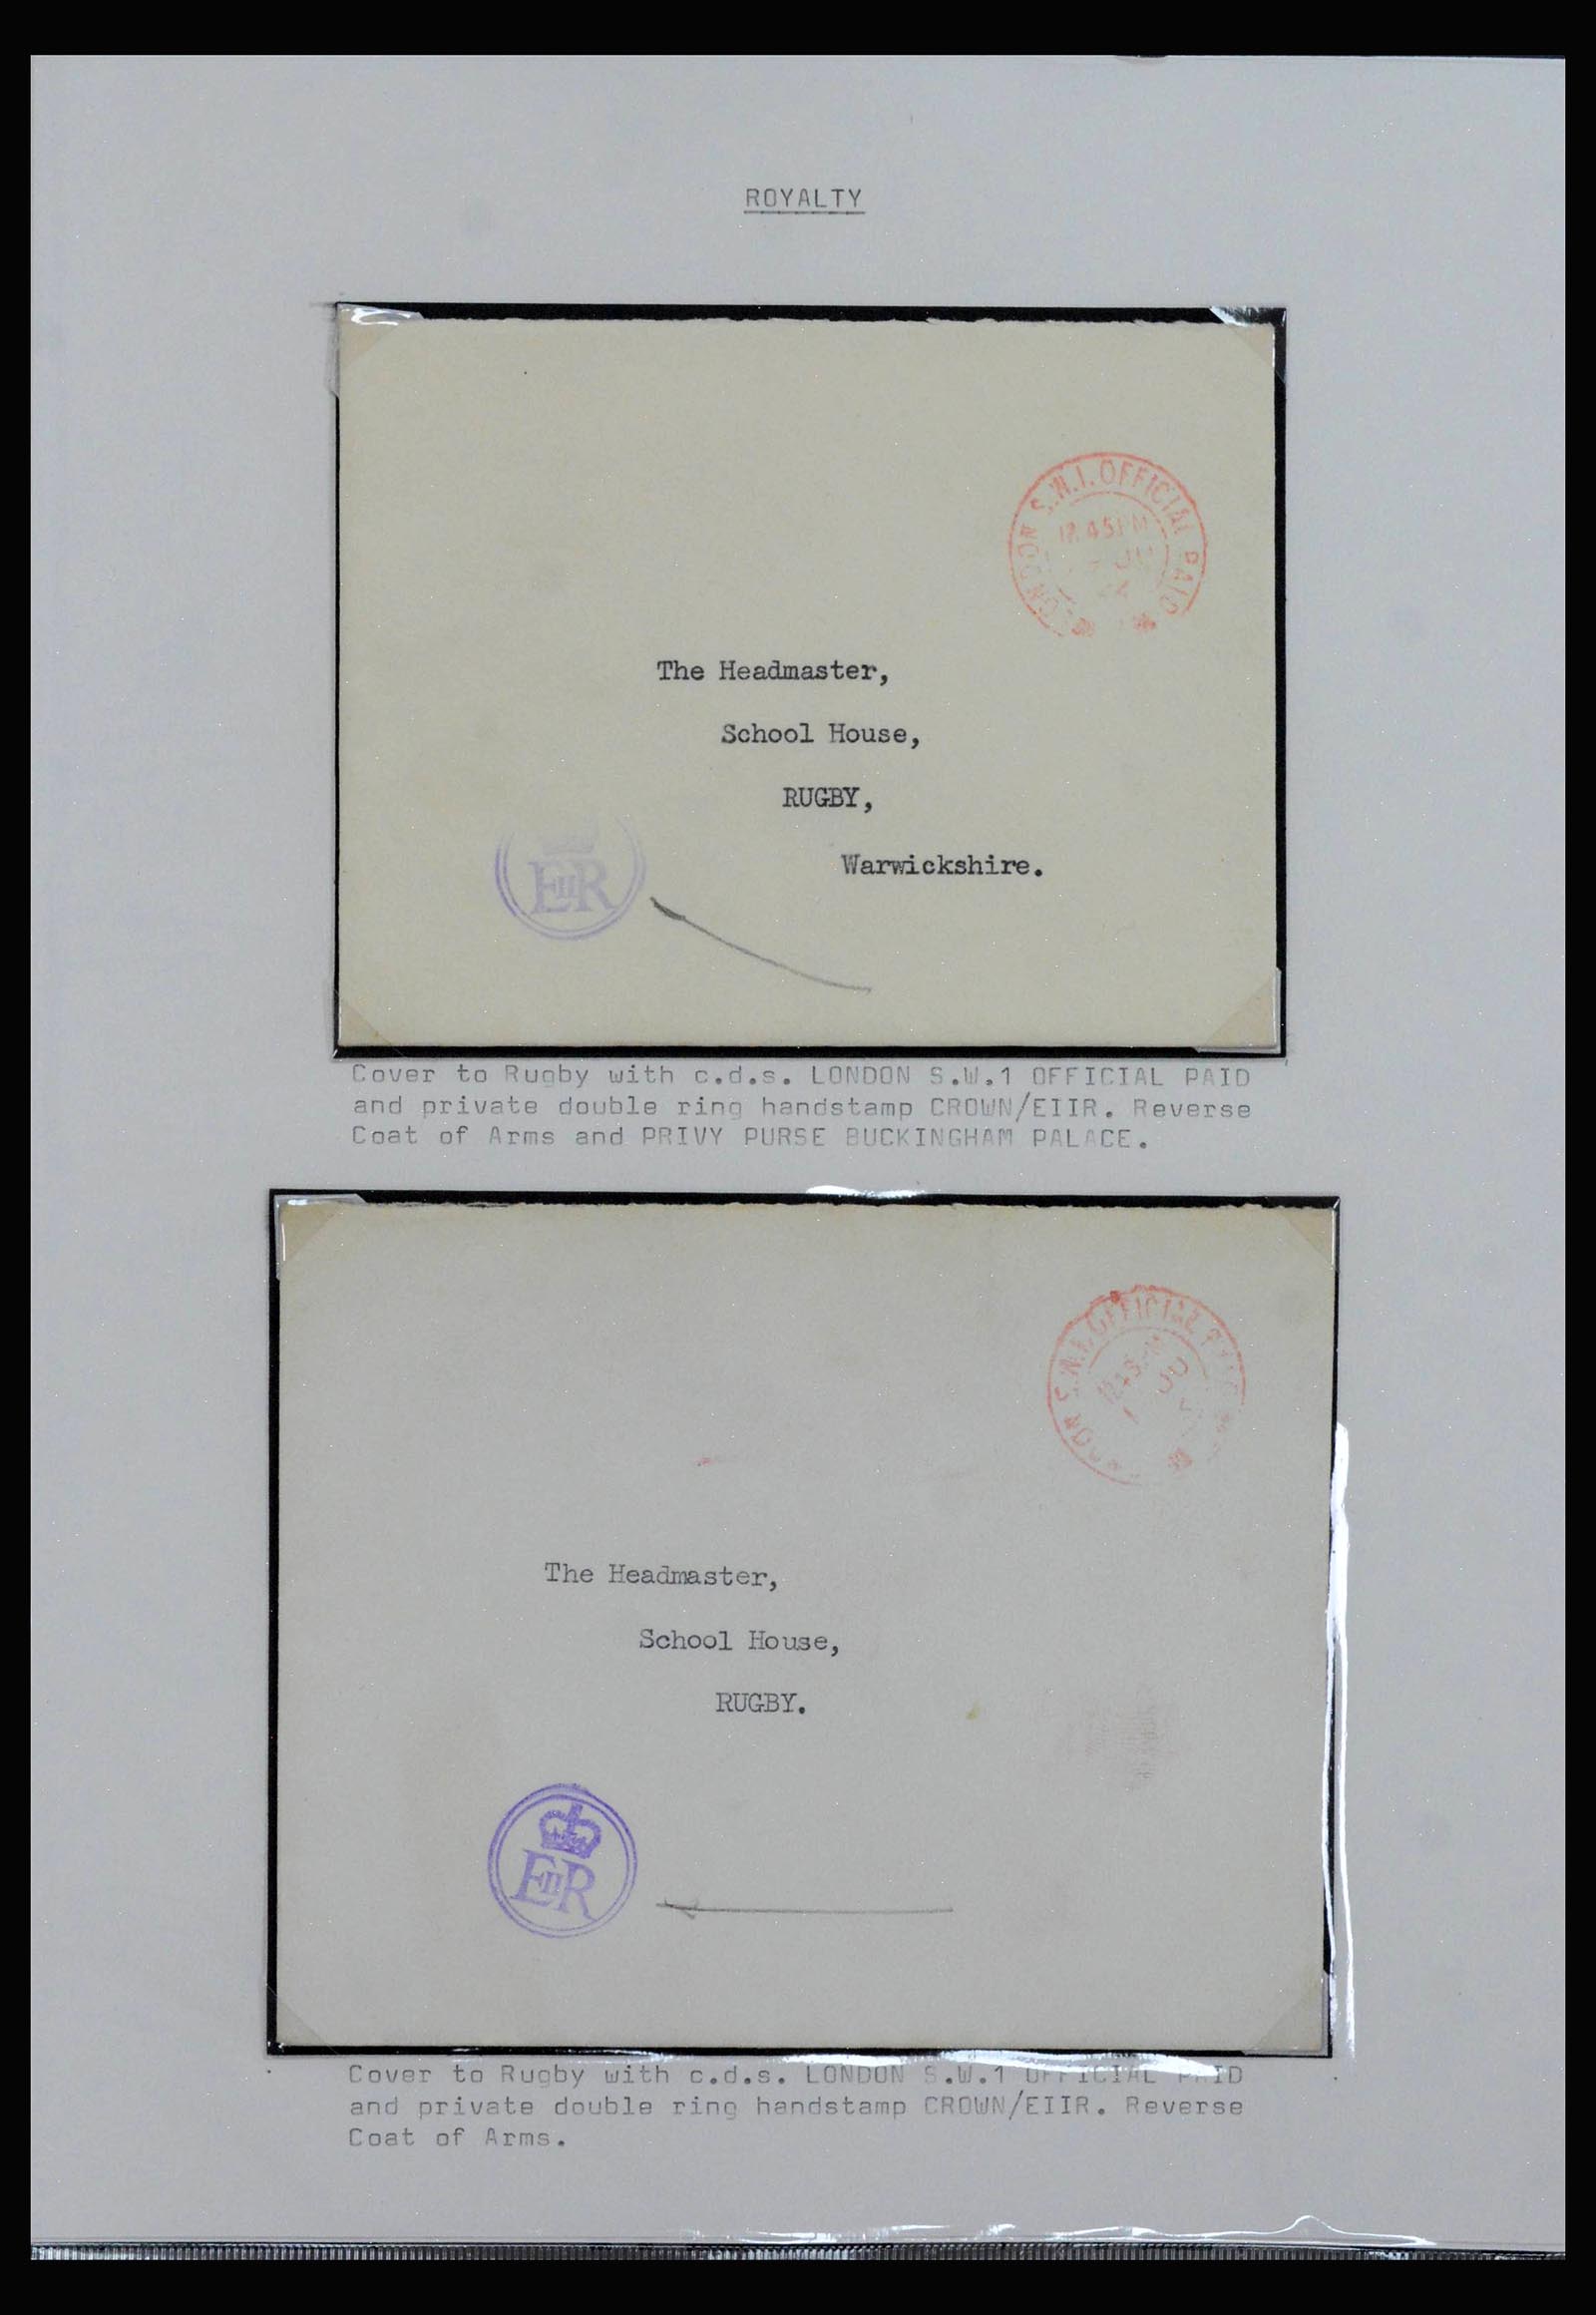 ROYALTY
LONDON S.W.1. OFFICIAL PAID
12.45PM
The Headmaster,
School House,
RUGBY,
Warwickshire.
EIIR
Cover to Rugby with c.d.s. LONDON S.W.1 OFFICIAL PAID
and private double ring handstamp CROWN/EIIR. Reverse
Coat of Arms and PRIVY PURSE BUCKINGHAM PALACE.
S.W.1. OFFICIAL
The Headmaster,
School House,
RUGBY.
EIIR
Cover to Rugby with c.d.s. LONDON S.W.1 OFFICIAL PAID
and private double ring handstamp CROWN/EIIR. Reverse
Coat of Arms.